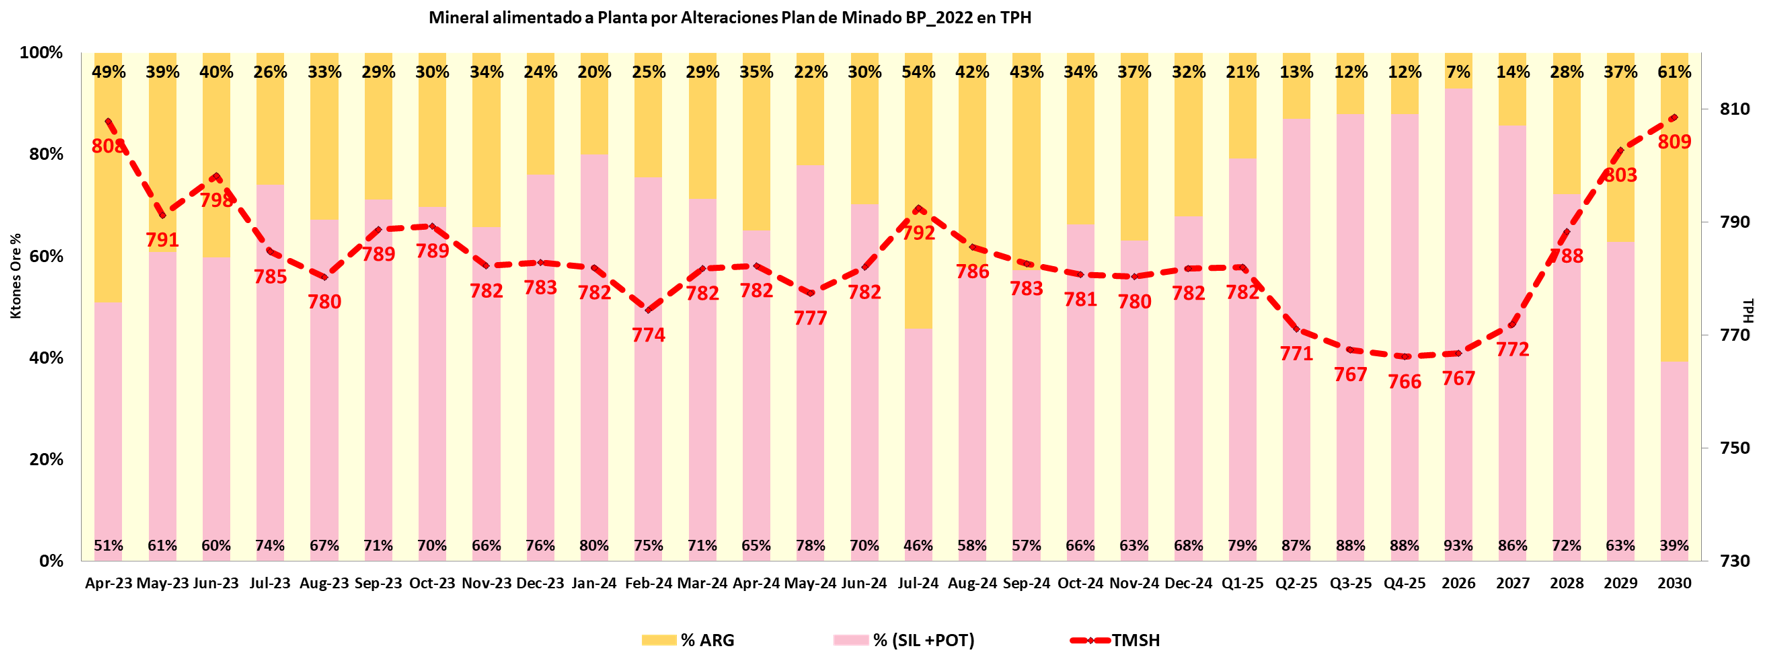 Mineral alimentado a Planta por Alteraciones Plan de Minado BP_2022 en TPH
100%
80%
60%
40%
20%
0%
Ktones Ore %
49% 39% 40% 26% 33% 29% 30% 34% 24% 20% 25% 29% 35% 22% 30% 54% 42% 43% 34% 37% 32% 21% 13% 12% 12% 7% 14% 28% 37% 61%
808 791 798 785 780 789 789 782 783 782 774 782 782 777 782 792 786 783 781 780 782 782 771 767 766 767 772 788 803 809
51% 61% 60% 74% 67% 71% 70% 66% 76% 80% 75% 71% 65% 78% 70% 46% 58% 57% 66% 63% 68% 79% 87% 88% 88% 93% 86% 72% 63% 39%
810
790
770
750
730
TPH
Apr-23 May-23 Jun-23 Jul-23 Aug-23 Sep-23 Oct-23 Nov-23 Dec-23 Jan-24 Feb-24 Mar-24 Apr-24 May-24 Jun-24 Jul-24 Aug-24 Sep-24 Oct-24 Nov-24 Dec-24 Q1-25 Q2-25 Q3-25 Q4-25 2026 2027 2028 2029 2030
% ARG % (SIL +POT) TMSH